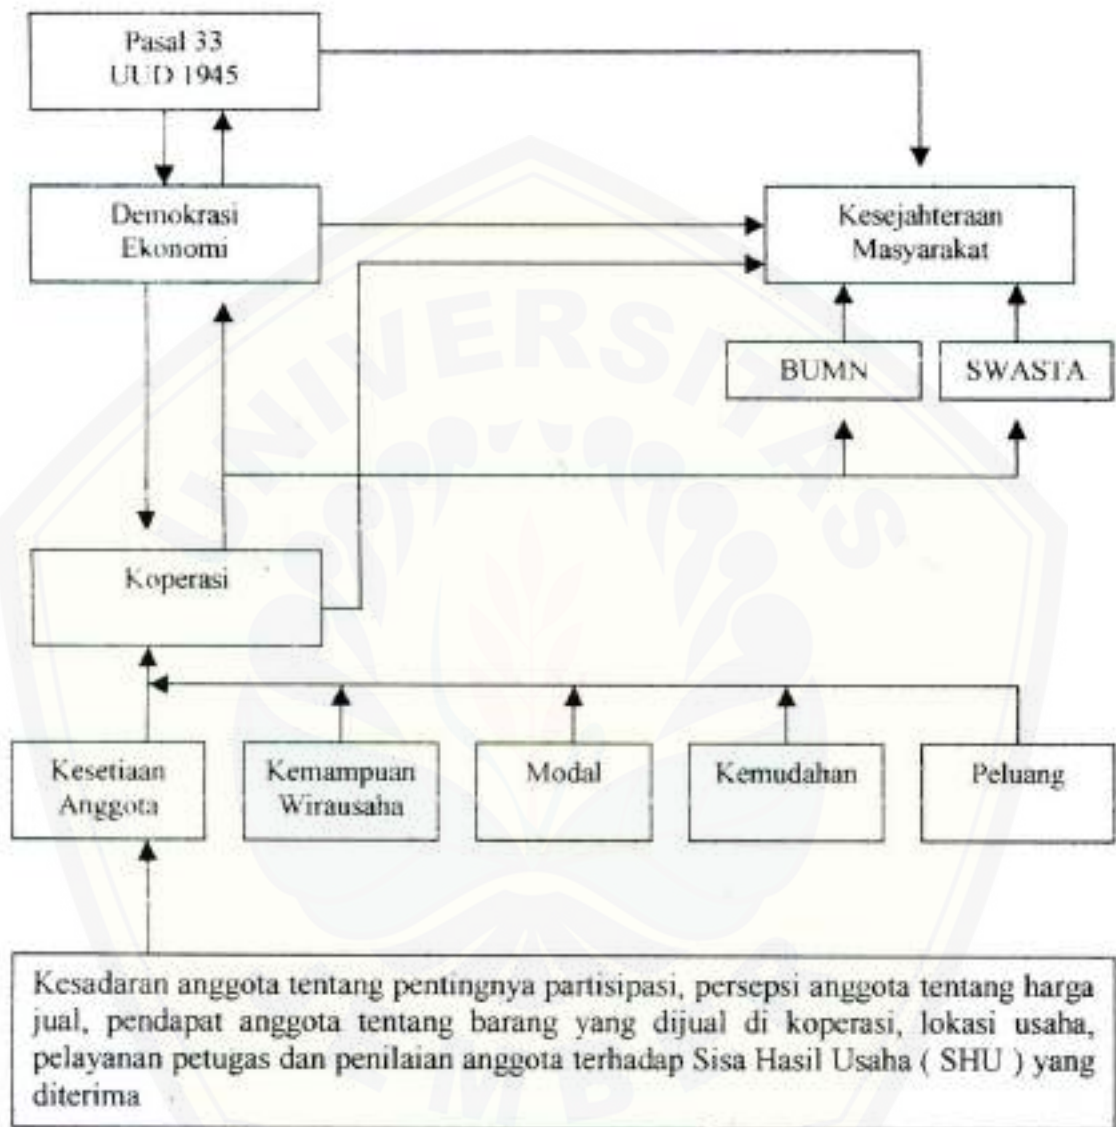 Pasal 33
UUD 1945
Demokrasi
Ekonomi
Kesejahteraan
Masyarakat
BUMN
SWASTA
UNIVERSITAS
Koperasi
Kesetiaan
Anggota
Kemampuan
Wirausaha
Modal
Kemudahan
Peluang
Kesadaran anggota tentang pentingnya partisipasi, persepsi anggota tentang harga
jual, pendapat anggota tentang barang yang dijual di koperasi, lokasi usaha,
pelayanan petugas dan penilaian anggota terhadap Sisa Hasil Usaha ( SHU ) yang
diterima